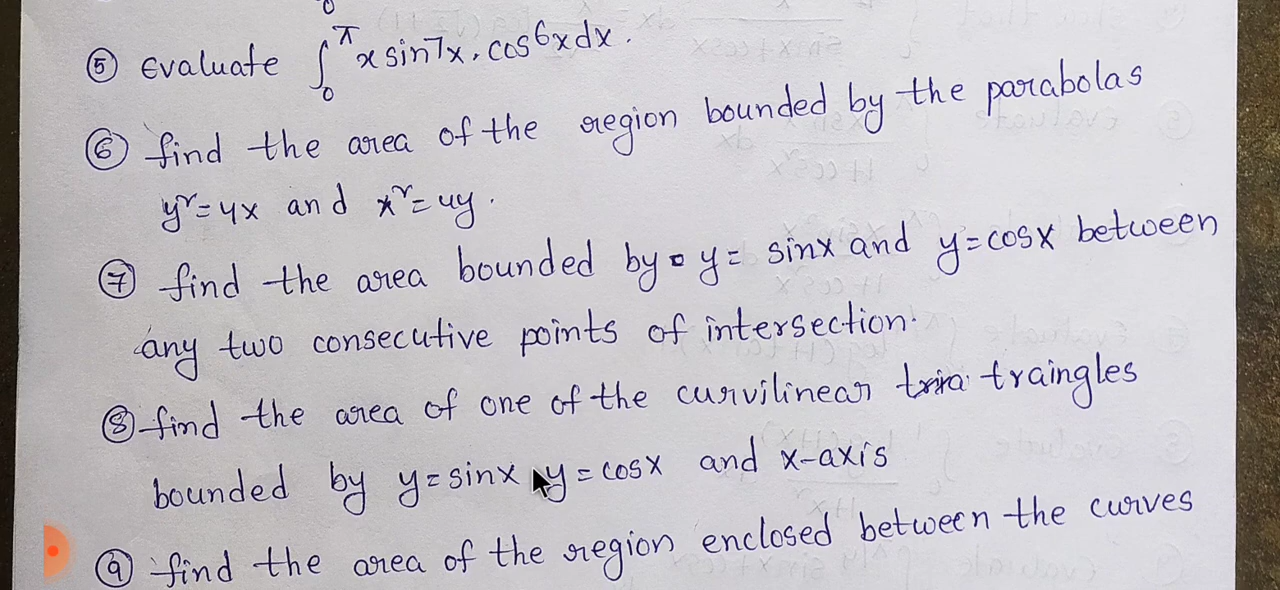 ⑤ Evaluate ∫₀^π x sin7x. cos6x dx.
⑥ find the area of the region bounded by the parabolas
y²=4x and x²=4y.
⑦ find the area bounded by y= sinx and y=cosx between
any two consecutive points of intersection.
⑧ find the area of one of the curvilinear traingles
bounded by y=sinx y=cosx and x-axis
⑨ find the area of the region enclosed between the curves